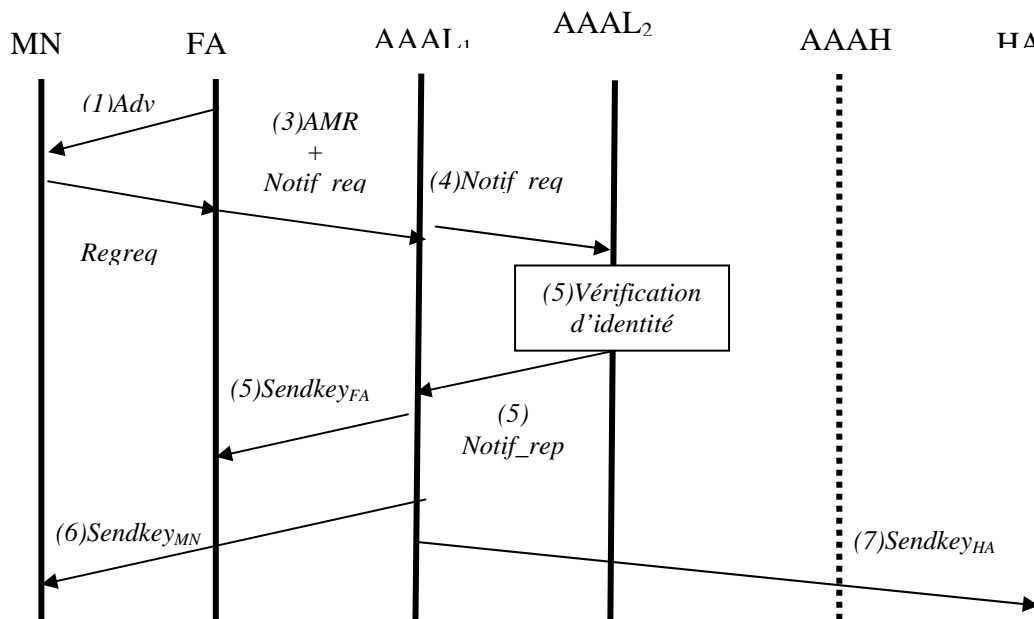 MN FA AAAL1 AAAL2 AAAH HA
(1)Adv
(3)AMR
+
Notif_req
(4)Notif_req
Regreq
(5)Vérification
d'identité
(5)SendkeyFA
(5)
Notif_rep
(6)SendkeyMN
(7)SendkeyHA